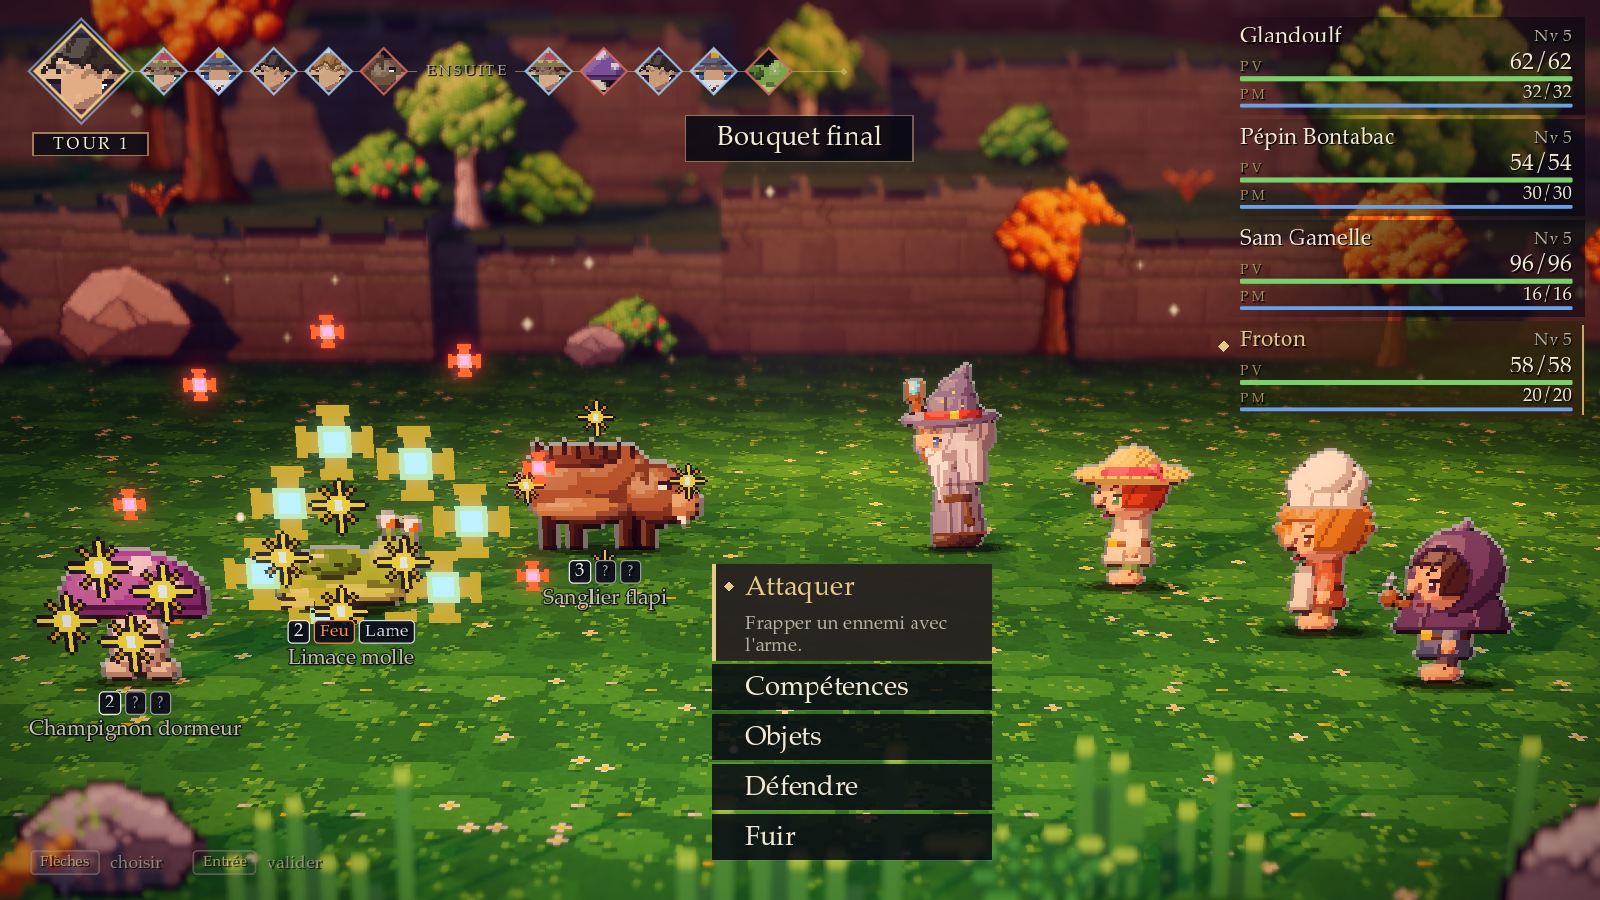 ENSUITE
TOUR 1
Bouquet final
Glandoulf Nv 5
PV 62/62
PM 32/32
Pépin Bontabac Nv 5
PV 54/54
PM 30/30
Sam Gamelle Nv 5
PV 96/96
PM 16/16
Froton Nv 5
PV 58/58
PM 20/20
3 ? ?
Sanglier flapi
2 Feu Lame
Limace molle
2 ? ?
Champignon dormeur
Attaquer
Frapper un ennemi avec
l'arme.
Compétences
Objets
Défendre
Fuir
Flèches choisir Entrée valider